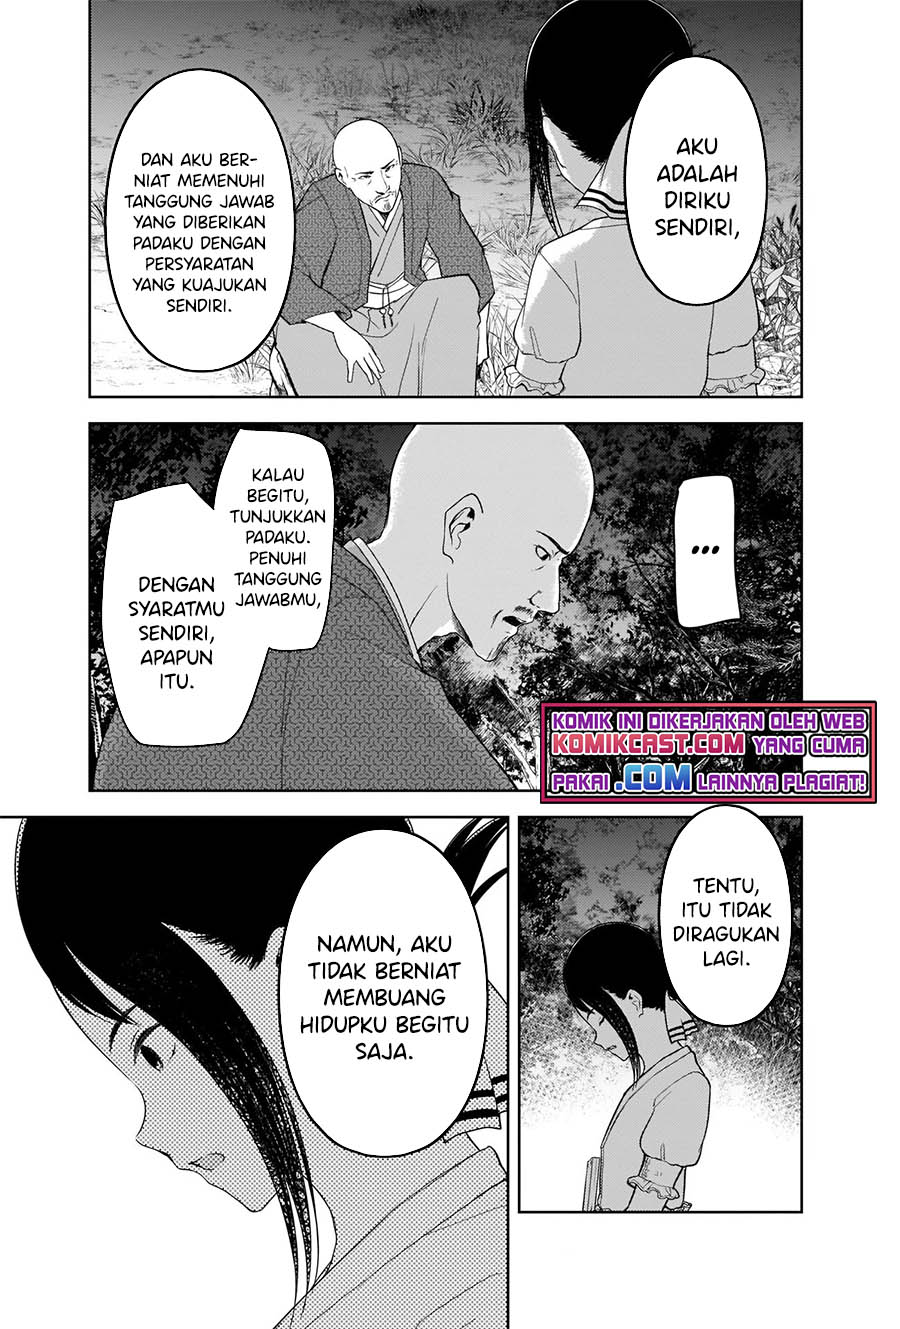 AKU
ADALAH
DIRIKU
SENDIRI,
DAN AKU BER-
NIAT MEMENUHI
TANGGUNG JAWAB
YANG DIBERIKAN
PADAKU DENGAN
PERSYARATAN
YANG KUAJUKAN
SENDIRI.
...
KALAU
BEGITU,
TUNJUKKAN
PADAKU.
PENUHI
TANGGUNG
JAWABMU,
DENGAN
SYARATMU
SENDIRI,
APAPUN
ITU.
KOMIK INI DIKERJAKAN OLEH WEB
KOMIKCAST.COM YANG CUMA
PAKAI .COM LAINNYA PLAGIAT!
TENTU,
ITU TIDAK
DIRAGUKAN
LAGI.
NAMUN, AKU
TIDAK BERNIAT
MEMBUANG
HIDUPKU BEGITU
SAJA.